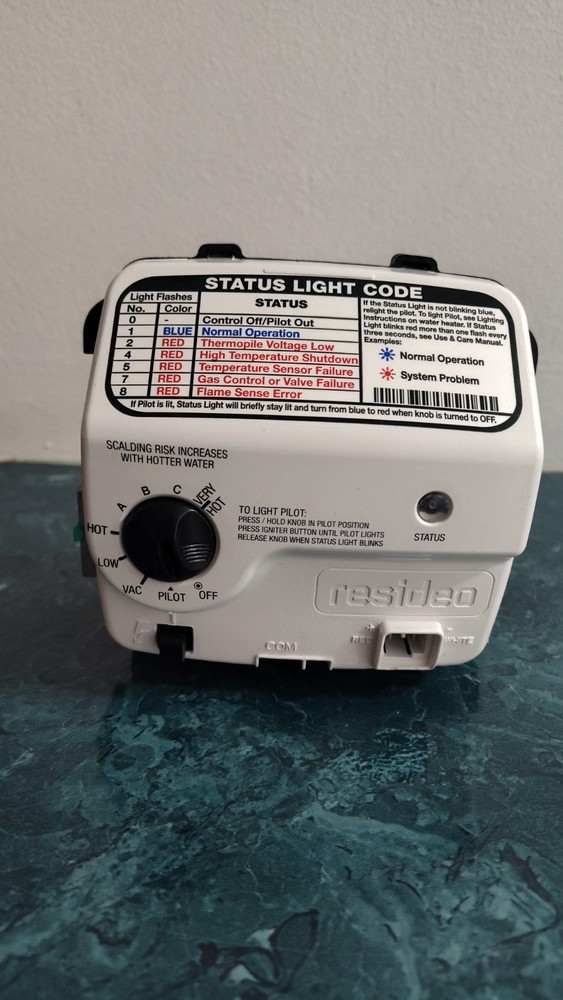 STATUS LIGHT CODE
Light Flashes STATUS
No. Color
0 - Control Off/Pilot Out
1 BLUE Normal Operation
2 RED Thermopile Voltage Low
4 RED High Temperature Shutdown
5 RED Temperature Sensor Failure
7 RED Gas Control or Valve Failure
8 RED Flame Sense Error
If the Status Light is not blinking blue,
relight the pilot. To light Pilot, see Lighting
Instructions on water heater. If Status
Light blinks red more than one flash every
three seconds, see Use & Care Manual.
Examples:
Normal Operation
System Problem
If Pilot is lit, Status Light will briefly stay lit and turn from blue to red when knob is turned to OFF.
SCALDING RISK INCREASES
WITH HOTTER WATER
A B C VERY HOT
HOT
LOW
VAC PILOT OFF
TO LIGHT PILOT:
PRESS / HOLD KNOB IN PILOT POSITION
PRESS IGNITER BUTTON UNTIL PILOT LIGHTS
RELEASE KNOB WHEN STATUS LIGHT BLINKS
STATUS
resideo
COM
+ -
RED WHITE